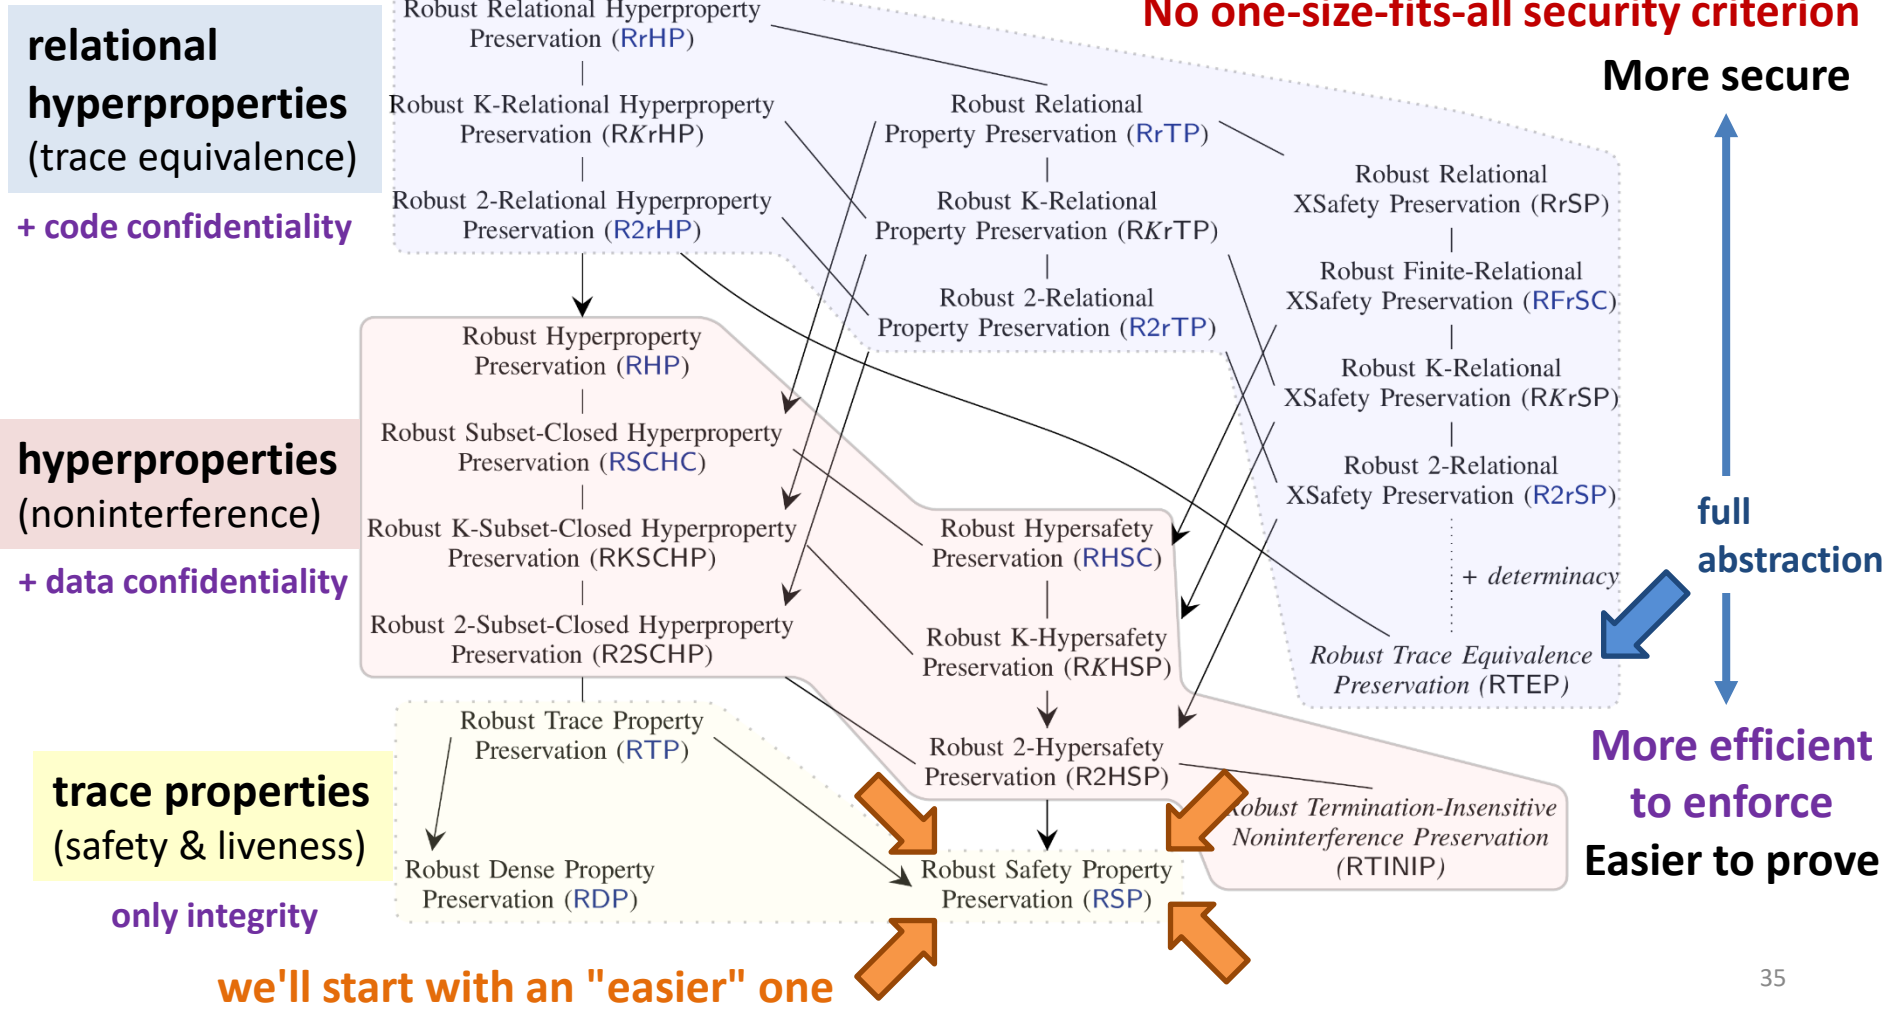 No one-size-fits-all security criterion
More secure
full
abstraction
More efficient
to enforce
Easier to prove
relational
hyperproperties
(trace equivalence)
+ code confidentiality
hyperproperties
(noninterference)
+ data confidentiality
trace properties
(safety & liveness)
only integrity
Robust Relational Hyperproperty
Preservation (RrHP)
Robust K-Relational Hyperproperty
Preservation (RKrHP)
Robust 2-Relational Hyperproperty
Preservation (R2rHP)
Robust Relational
Property Preservation (RrTP)
Robust K-Relational
Property Preservation (RKrTP)
Robust 2-Relational
Property Preservation (R2rTP)
Robust Relational
XSafety Preservation (RrSP)
Robust Finite-Relational
XSafety Preservation (RFrSC)
Robust K-Relational
XSafety Preservation (RKrSP)
Robust 2-Relational
XSafety Preservation (R2rSP)
+ determinacy
Robust Trace Equivalence
Preservation (RTEP)
Robust Hyperproperty
Preservation (RHP)
Robust Subset-Closed Hyperproperty
Preservation (RSCHC)
Robust K-Subset-Closed Hyperproperty
Preservation (RKSCHP)
Robust 2-Subset-Closed Hyperproperty
Preservation (R2SCHP)
Robust Hypersafety
Preservation (RHSC)
Robust K-Hypersafety
Preservation (RKHSP)
Robust 2-Hypersafety
Preservation (R2HSP)
Robust Termination-Insensitive
Noninterference Preservation
(RTINIP)
Robust Trace Property
Preservation (RTP)
Robust Dense Property
Preservation (RDP)
Robust Safety Property
Preservation (RSP)
we'll start with an "easier" one
35